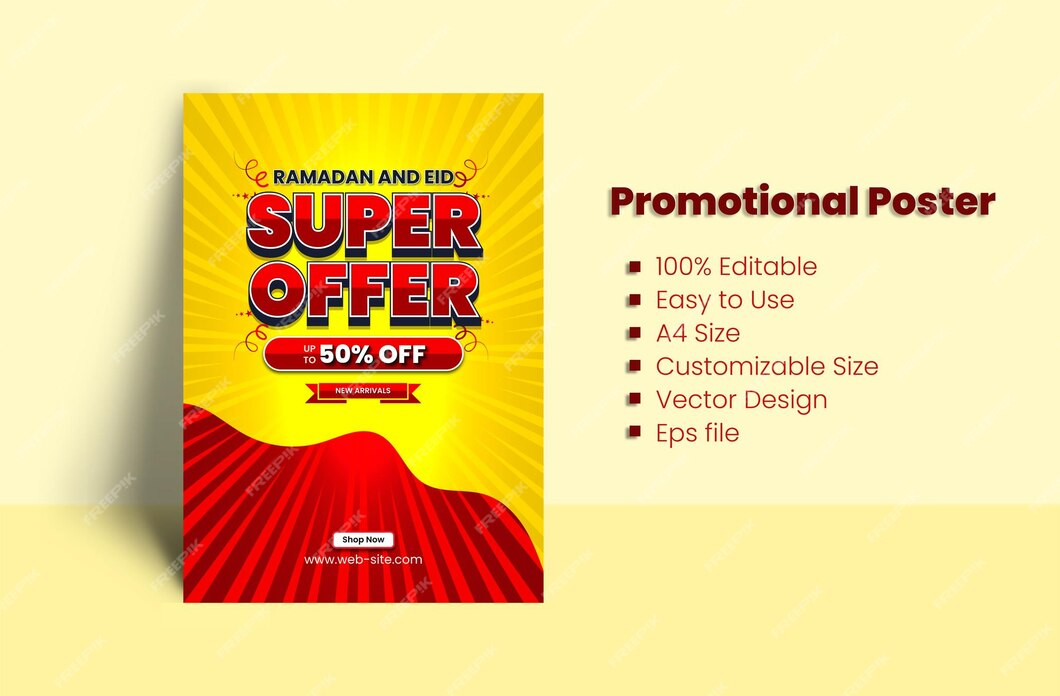 RAMADAN AND EID
SUPER
OFFER
UP TO 50% OFF
NEW ARRIVALS
Shop Now
www.web-site.com
Promotional Poster
100% Editable
Easy to Use
A4 Size
Customizable Size
Vector Design
Eps file
FREEPIK